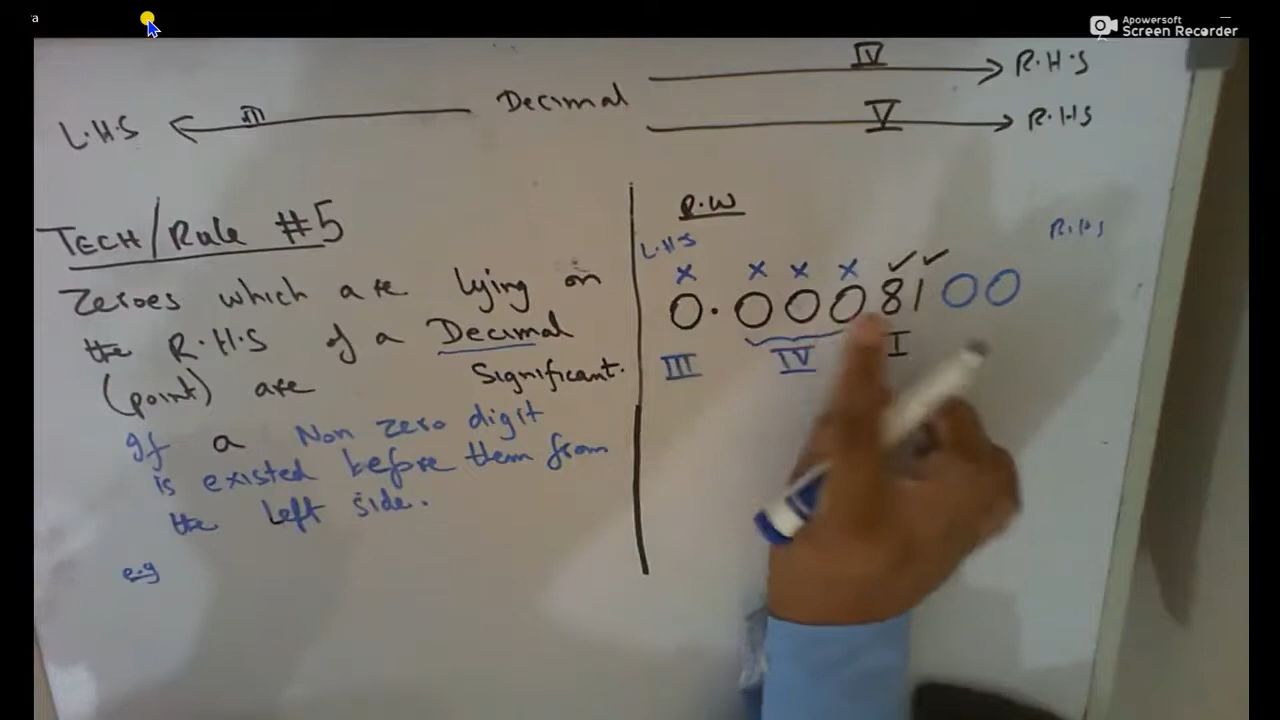 a
Apowersoft
Screen Recorder
IV
R.H.S
L.H.S III Decimal
V
R.H.S
TECH/Rule #5
Zeroes which are lying on
the R.H.S of a Decimal
(point) are Significant.
If a Non zero digit
is existed before them from
the left side.
e.g
R.W
L.H.S R.H.S
× × × × ✓ ✓
0.0008100
III IV I